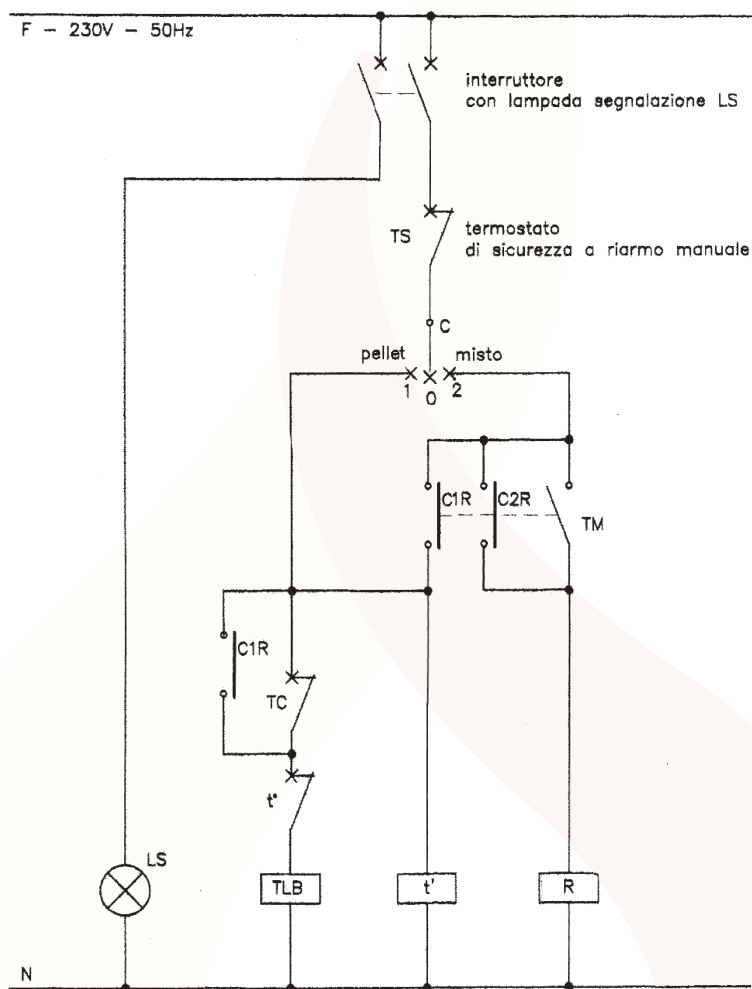 F – 230V – 50Hz
interruttore
con lampada segnalazione LS
TS
termostato
di sicurezza a riarmo manuale
C
pellet
misto
1
0
2
C1R
C2R
TM
C1R
TC
t°
LS
TLB
t'
R
N